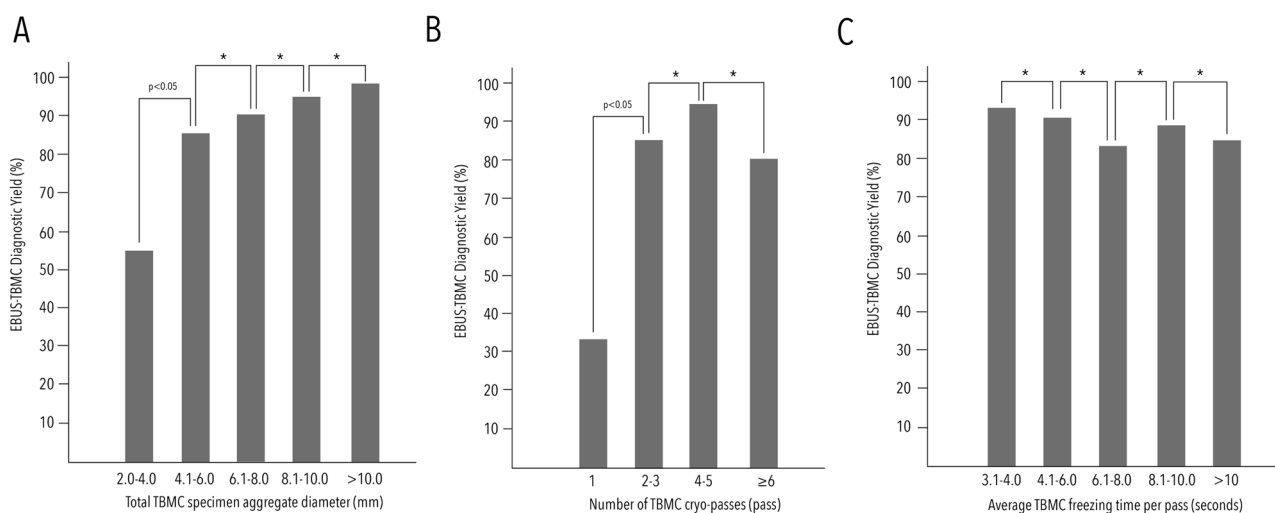 A
EBUS-TBMC Diagnostic Yield (%)
100
90
80
70
60
50
40
30
20
10
p<0.05
*
*
*
2.0-4.0 4.1-6.0 6.1-8.0 8.1-10.0 >10.0
Total TBMC specimen aggregate diameter (mm)
B
EBUS-TBMC Diagnostic Yield (%)
100
90
80
70
60
50
40
30
20
10
p<0.05
*
*
1 2-3 4-5 ≥6
Number of TBMC cryo-passes (pass)
C
EBUS-TBMC Diagnostic Yield (%)
100
90
80
70
60
50
40
30
20
10
*
*
*
*
3.1-4.0 4.1-6.0 6.1-8.0 8.1-10.0 >10
Average TBMC freezing time per pass (seconds)